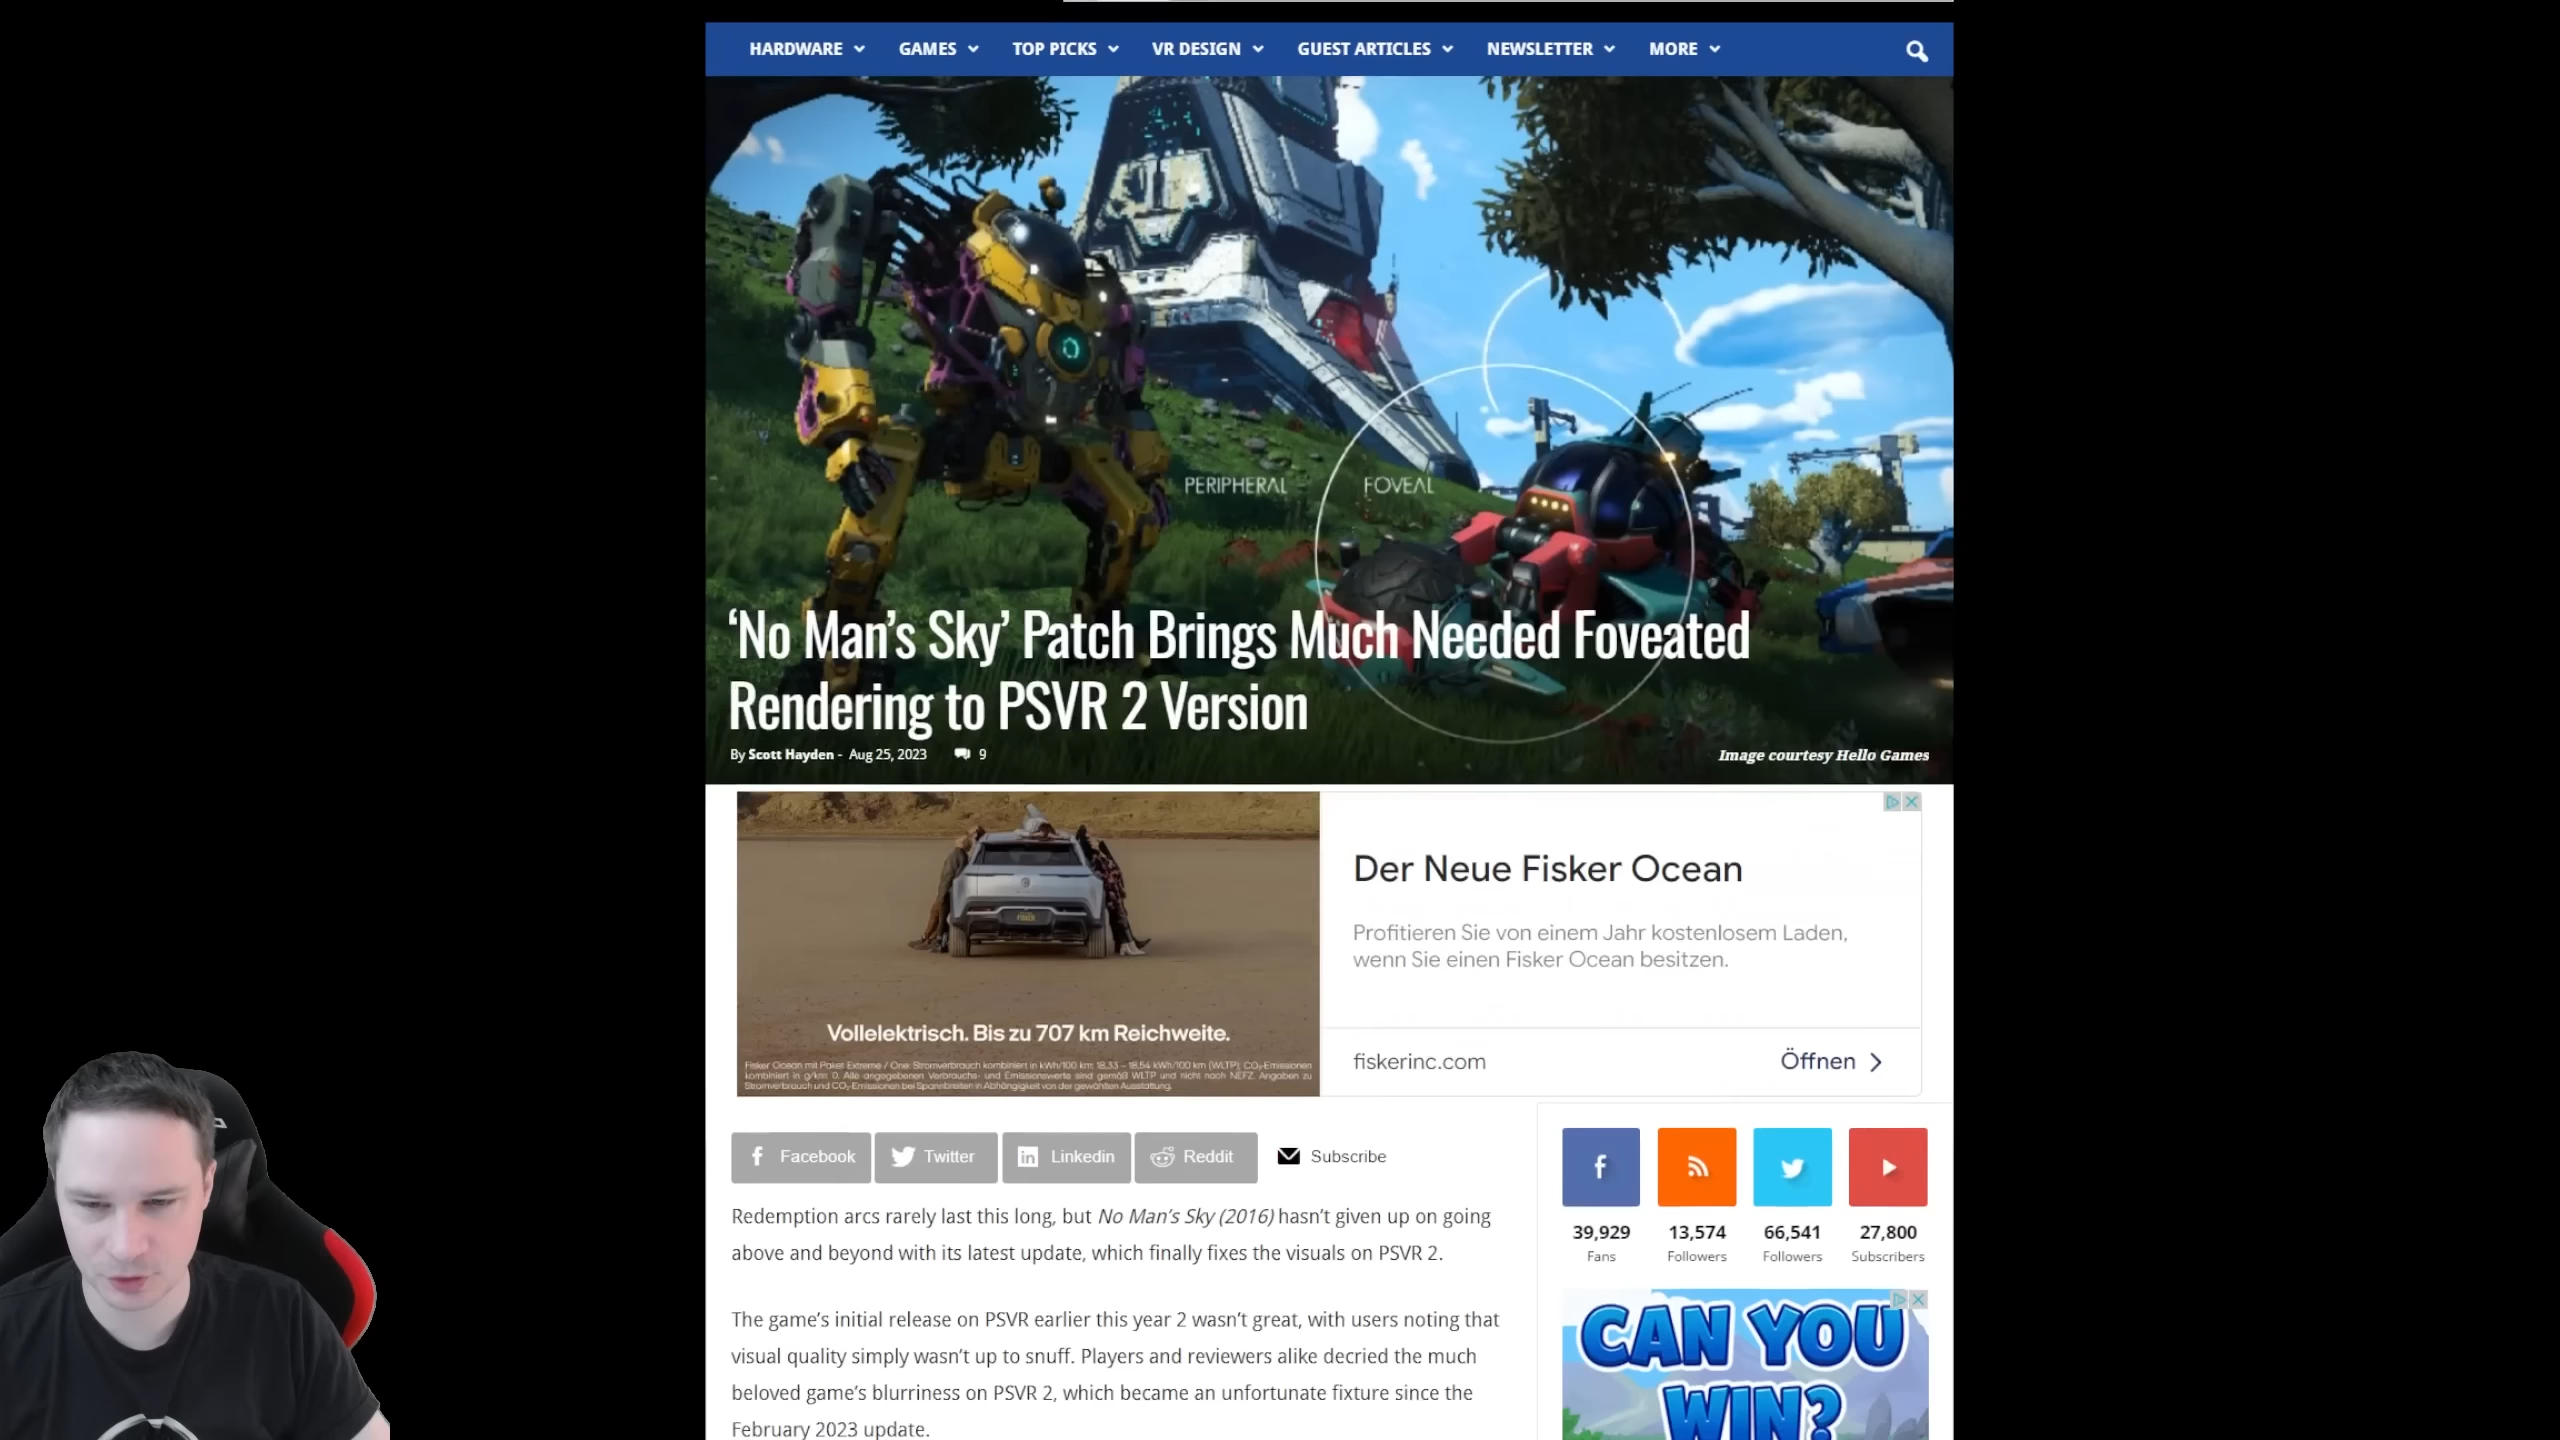 HARDWARE GAMES TOP PICKS VR DESIGN GUEST ARTICLES NEWSLETTER MORE
PERIPHERAL FOVEAL
‘No Man’s Sky’ Patch Brings Much Needed Foveated
Rendering to PSVR 2 Version
By Scott Hayden - Aug 25, 2023 9
Image courtesy Hello Games
Der Neue Fisker Ocean
Profitieren Sie von einem Jahr kostenlosem Laden,
wenn Sie einen Fisker Ocean besitzen.
Vollelektrisch. Bis zu 707 km Reichweite.
Fisker Ocean mit Paket Extreme / One: Stromverbrauch kombiniert in kWh/100 km: 18,33 – 18,54 kWh/100 km (WLTP); CO₂-Emissionen
kombiniert in g/km: 0. Alle angegebenen Verbrauchs- und Emissionswerte sind gemäß WLTP und nicht nach NEFZ. Angaben zu
Stromverbrauch und CO₂-Emissionen bei Spannbreiten in Abhängigkeit von der gewählten Ausstattung.
fiskerinc.com Öffnen
Facebook Twitter Linkedin Reddit Subscribe
Redemption arcs rarely last this long, but No Man’s Sky (2016) hasn’t given up on going
above and beyond with its latest update, which finally fixes the visuals on PSVR 2.
The game’s initial release on PSVR earlier this year 2 wasn’t great, with users noting that
visual quality simply wasn’t up to snuff. Players and reviewers alike decried the much
beloved game’s blurriness on PSVR 2, which became an unfortunate fixture since the
February 2023 update.
39,929 13,574 66,541 27,800
Fans Followers Followers Subscribers
CAN YOU
WIN?